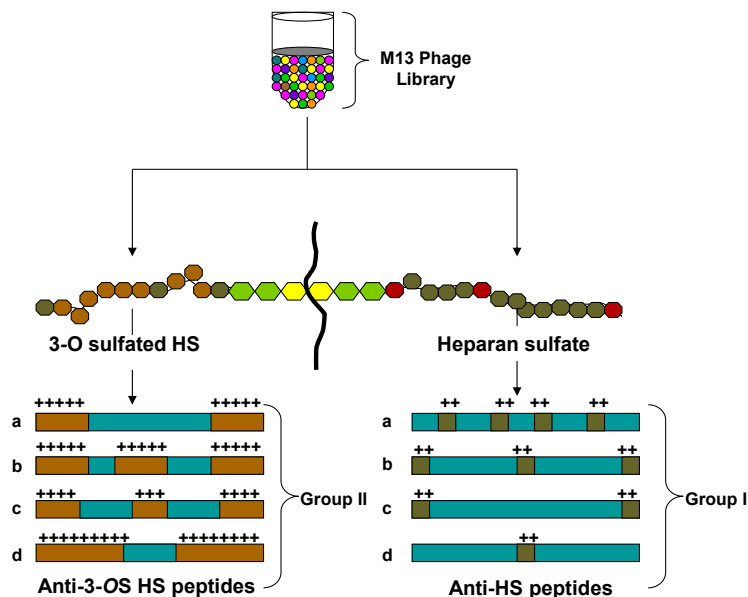 M13 Phage
Library
3-O sulfated HS
Heparan sulfate
+++++ +++++
a
+++++ +++++ +++++
b
++++ +++ ++++
c
+++++++++ ++++++++
d
Group II
Anti-3-OS HS peptides
++ ++ ++ ++
a
++ ++ ++
b
++ ++
c
++
d
Group I
Anti-HS peptides